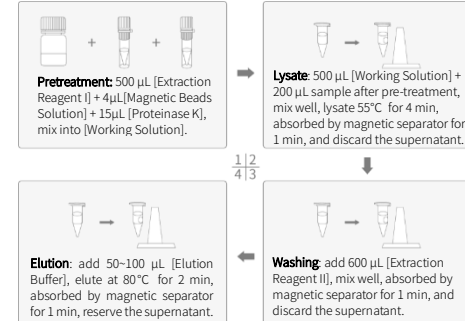 +
+
Pretreatment: 500 μL [Extraction
Reagent I] + 4μL[Magnetic Beads
Solution] + 15μL [Proteinase K],
mix into [Working Solution].
Lysate: 500 μL [Working Solution] +
200 μL sample after pre-treatment,
mix well, lysate 55°C for 4 min,
absorbed by magnetic separator for
1 min, and discard the supernatant.
1 2
4 3
Elution: add 50~100 μL [Elution
Buffer], elute at 80°C for 2 min,
absorbed by magnetic separator
for 1 min, reserve the supernatant.
Washing: add 600 μL [Extraction
Reagent II], mix well, absorbed by
magnetic separator for 1 min, and
discard the supernatant.